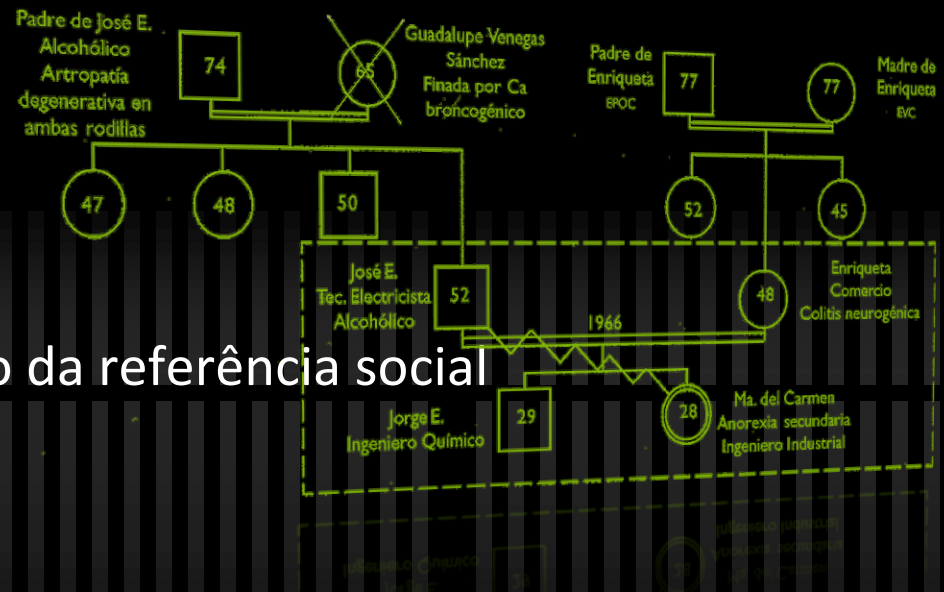 Padre de José E.
Alcohólico
Artropatía
degenerativa en
ambas rodillas
74
65
Guadalupe Venegas
Sánchez
Finada por Ca
broncogénico
Padre de
Enriqueta
EPOC
77
77
Madre de
Enriqueta
EVC
47
48
50
52
45
José E.
Tec. Electricista
Alcohólico
52
48
Enriqueta
Comercio
Colitis neurogénica
1966
da referência social
Jorge E.
Ingeniero Químico
29
28
Ma. del Carmen
Anorexia secundaria
Ingeniero Industrial